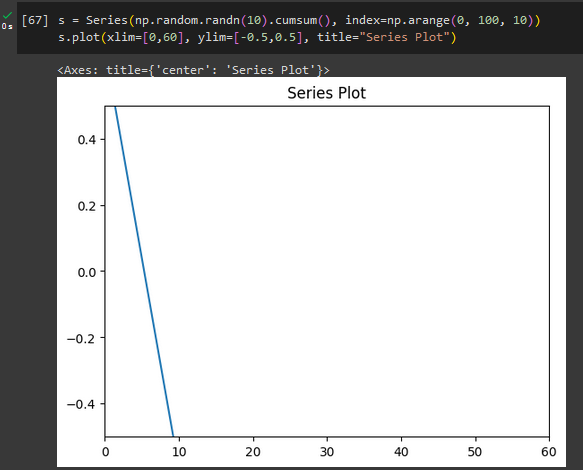 [67] s = Series(np.random.randn(10).cumsum(), index=np.arange(0, 100, 10))
0s s.plot(xlim=[0,60], ylim=[-0.5,0.5], title="Series Plot")
<Axes: title={'center': 'Series Plot'}>
Series Plot
0.4
0.2
0.0
−0.2
−0.4
0 10 20 30 40 50 60